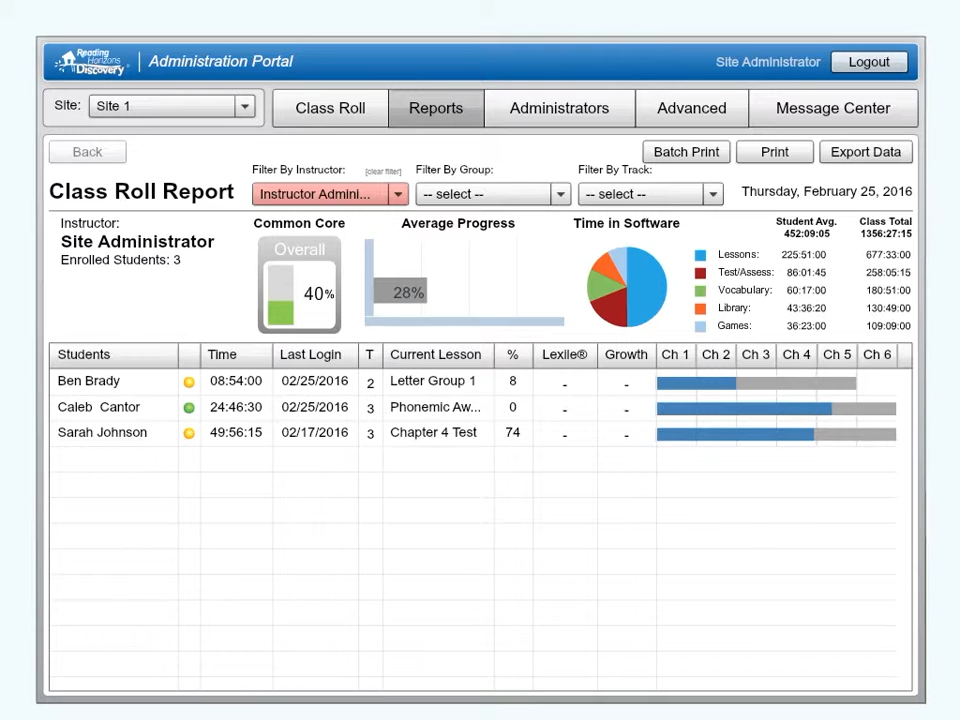 Reading Horizons Discovery
Administration Portal
Site Administrator
Logout
Site:
Site 1
Class Roll
Reports
Administrators
Advanced
Message Center
Back
Batch Print
Print
Export Data
Filter By Instructor:
[clear filter]
Filter By Group:
Filter By Track:
Class Roll Report
Instructor Admini...
-- select --
-- select --
Thursday, February 25, 2016
Instructor:
Site Administrator
Enrolled Students: 3
Common Core
Overall
40%
Average Progress
28%
Time in Software
Student Avg. Class Total
452:09:05 1356:27:15
Lessons: 225:51:00 677:33:00
Test/Assess: 86:01:45 258:05:15
Vocabulary: 60:17:00 180:51:00
Library: 43:36:20 130:49:00
Games: 36:23:00 109:09:00
Students Time Last Login T Current Lesson % Lexile® Growth Ch 1 Ch 2 Ch 3 Ch 4 Ch 5 Ch 6
Ben Brady 08:54:00 02/25/2016 2 Letter Group 1 8 - -
Caleb Cantor 24:46:30 02/25/2016 3 Phonemic Aw... 0 - -
Sarah Johnson 49:56:15 02/17/2016 3 Chapter 4 Test 74 - -